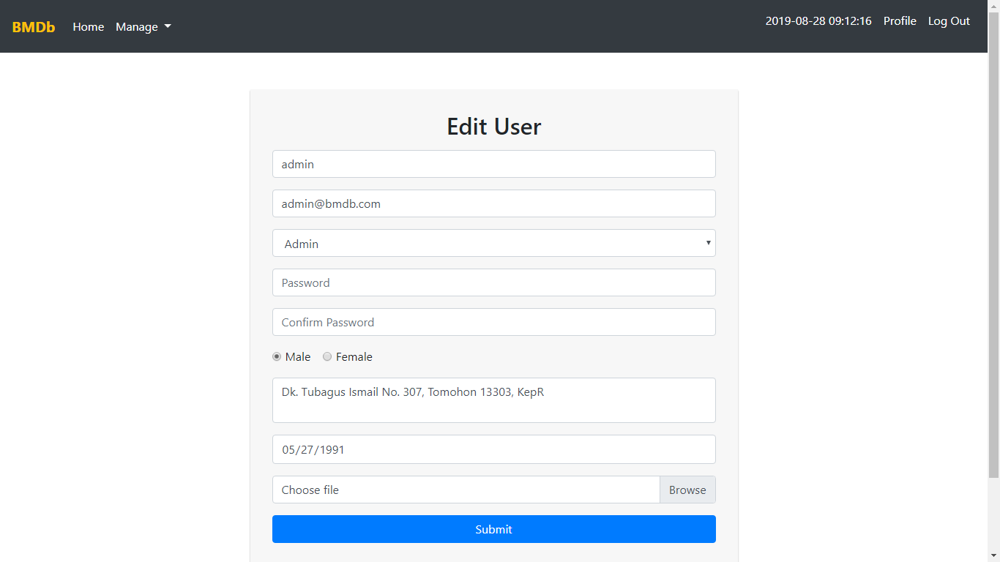 BMDb Home Manage 2019-08-28 09:12:16 Profile Log Out
Edit User
admin
admin@bmdb.com
Admin
Password
Confirm Password
Male Female
Dk. Tubagus Ismail No. 307, Tomohon 13303, KepR
05/27/1991
Choose file Browse
Submit